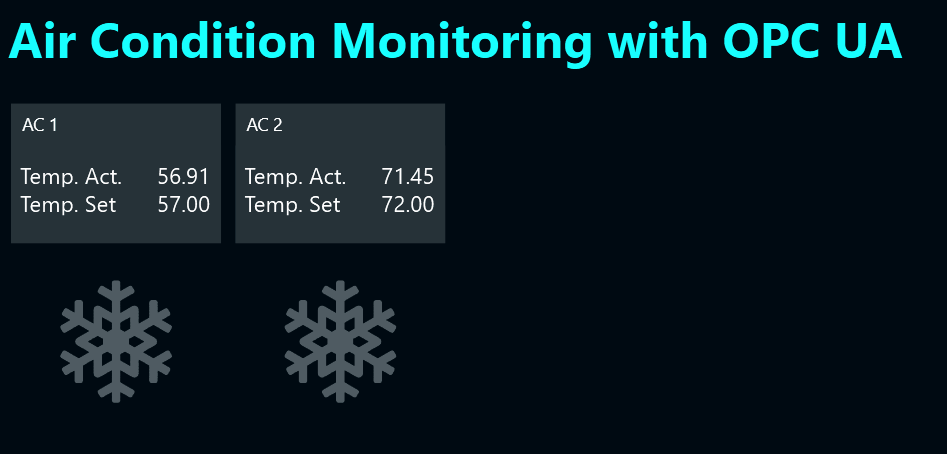 Air Condition Monitoring with OPC UA
AC 1
Temp. Act. 56.91
Temp. Set 57.00
AC 2
Temp. Act. 71.45
Temp. Set 72.00